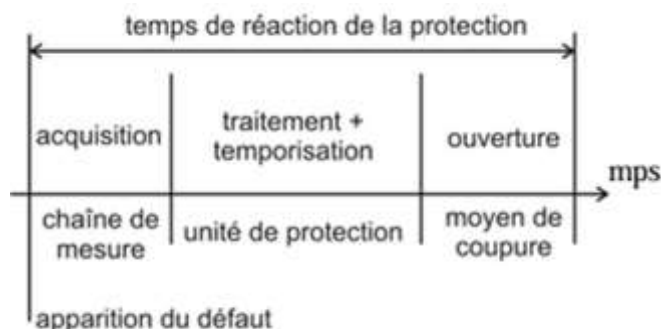 temps de réaction de la protection
acquisition
traitement +
temporisation
ouverture
mps
chaîne de
mesure
unité de protection
moyen de
coupure
apparition du défaut